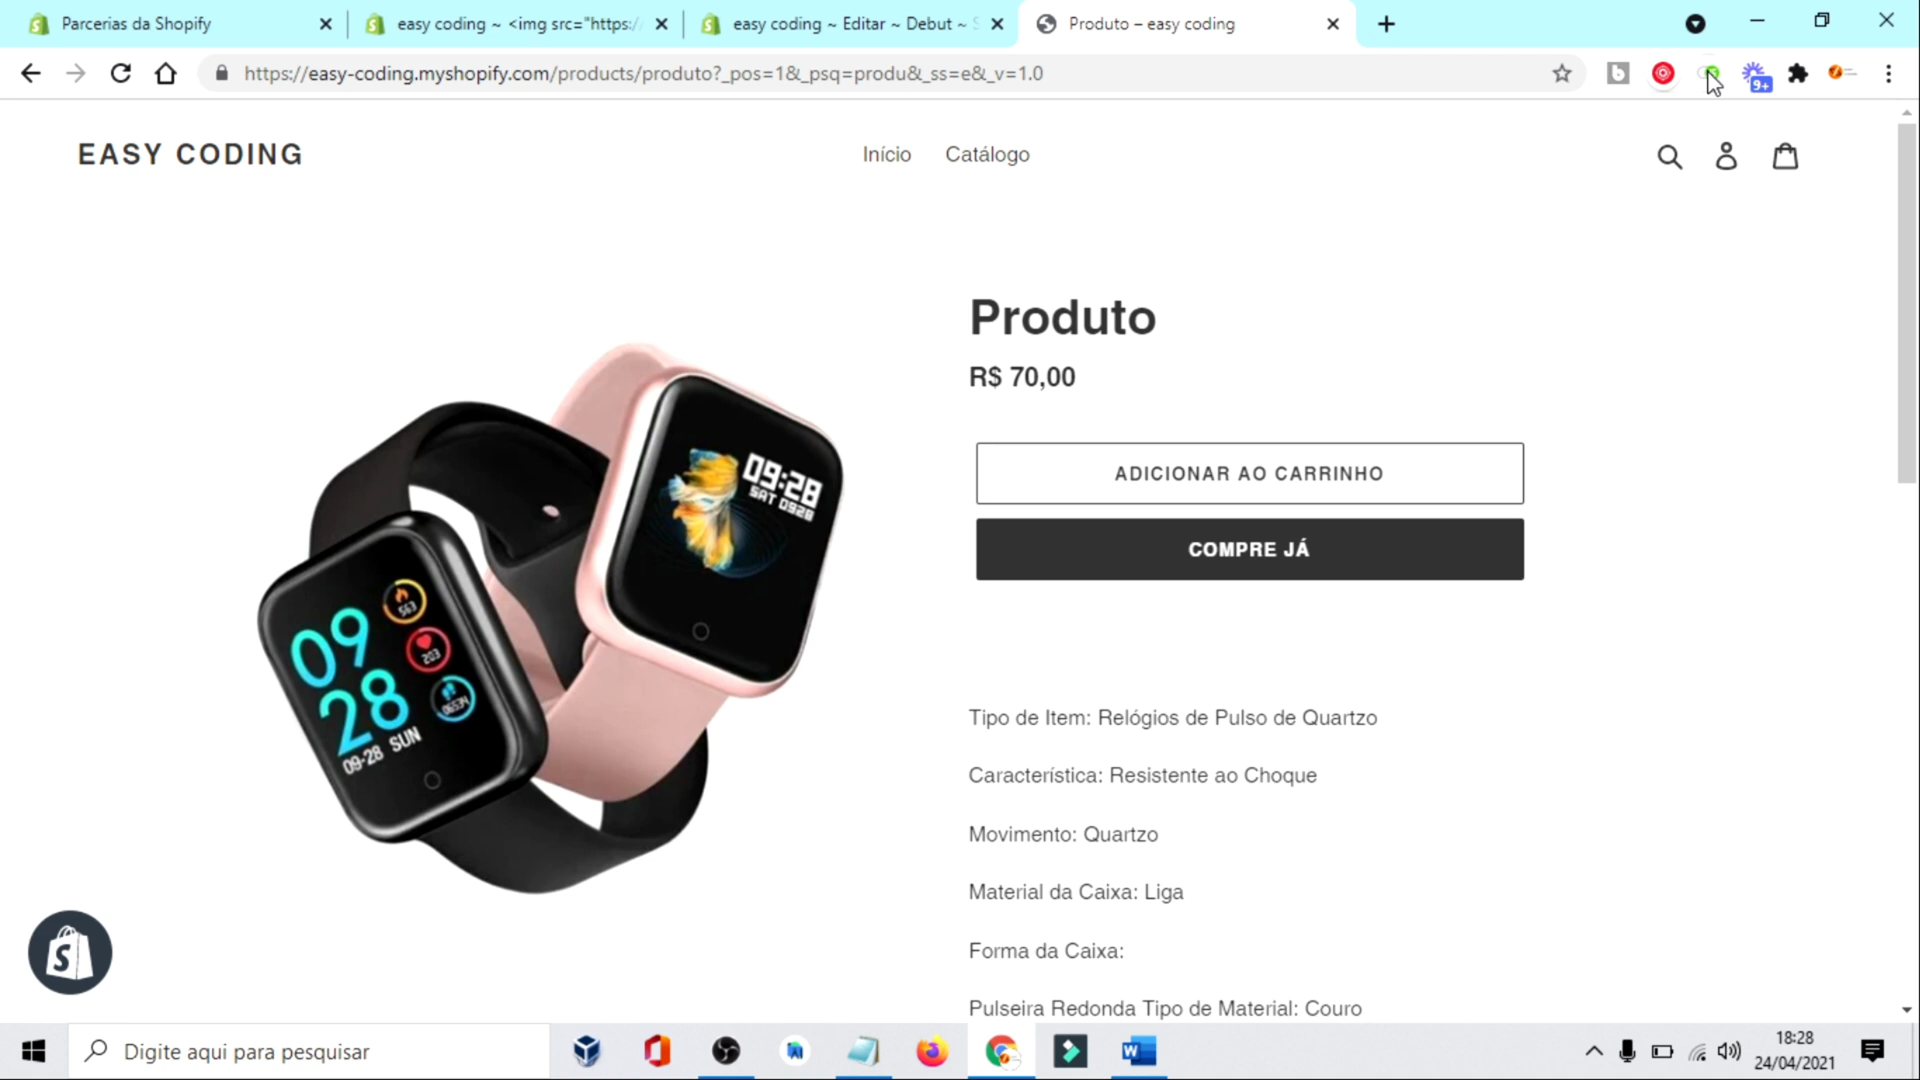 Parcerias da Shopify
easy coding ~ <img src="https:/
easy coding ~ Editar ~ Debut ~ S
Produto – easy coding
https://easy-coding.myshopify.com/products/produto?_pos=1&_psq=produ&_ss=e&_v=1.0
9+
EASY CODING
Início
Catálogo
Produto
R$ 70,00
ADICIONAR AO CARRINHO
COMPRE JÁ
09:28
SAT 0928
09
28
09-28 SUN
563
203
06534
Tipo de Item: Relógios de Pulso de Quartzo
Característica: Resistente ao Choque
Movimento: Quartzo
Material da Caixa: Liga
Forma da Caixa:
Pulseira Redonda Tipo de Material: Couro
Digite aqui para pesquisar
18:28
24/04/2021